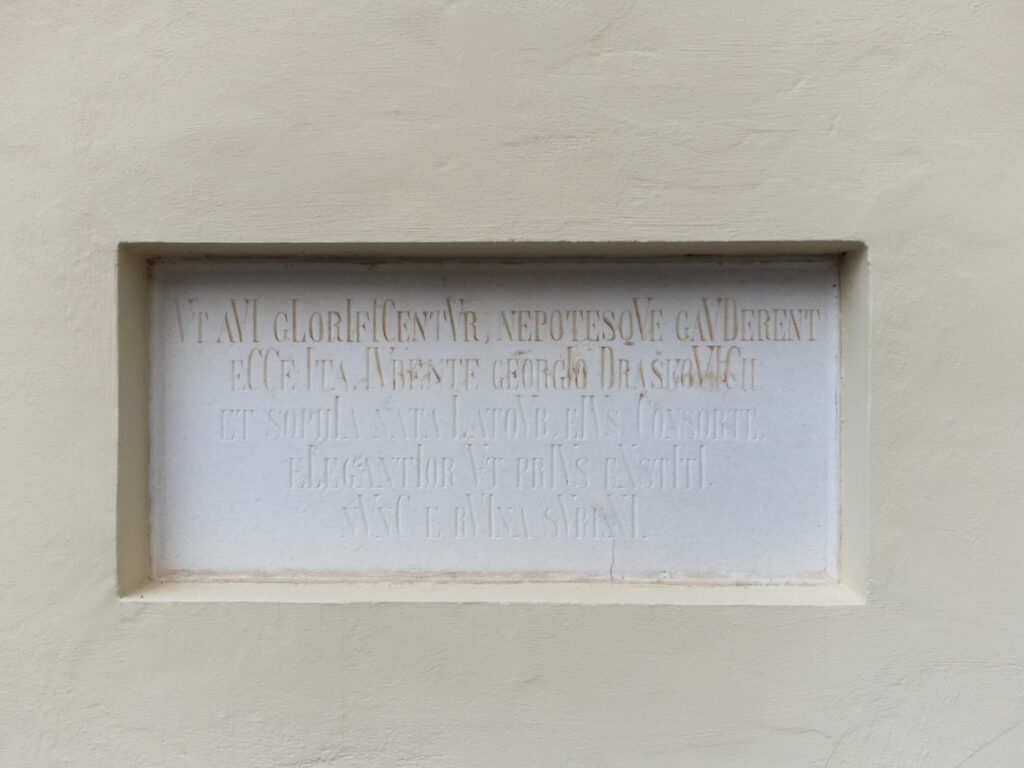 VT AVI GLORIFICENTVR, NEPOTESQVE GAVDERENT
ECCE ITA, IVBENTE GEORGIO DRAŠKOVICH
ET SOPHIA NATA LATOVR, EIVS CONSORTE,
ELEGANTIOR VT PRIVS EXSTITI,
NVNC E RVINA SVREXI.